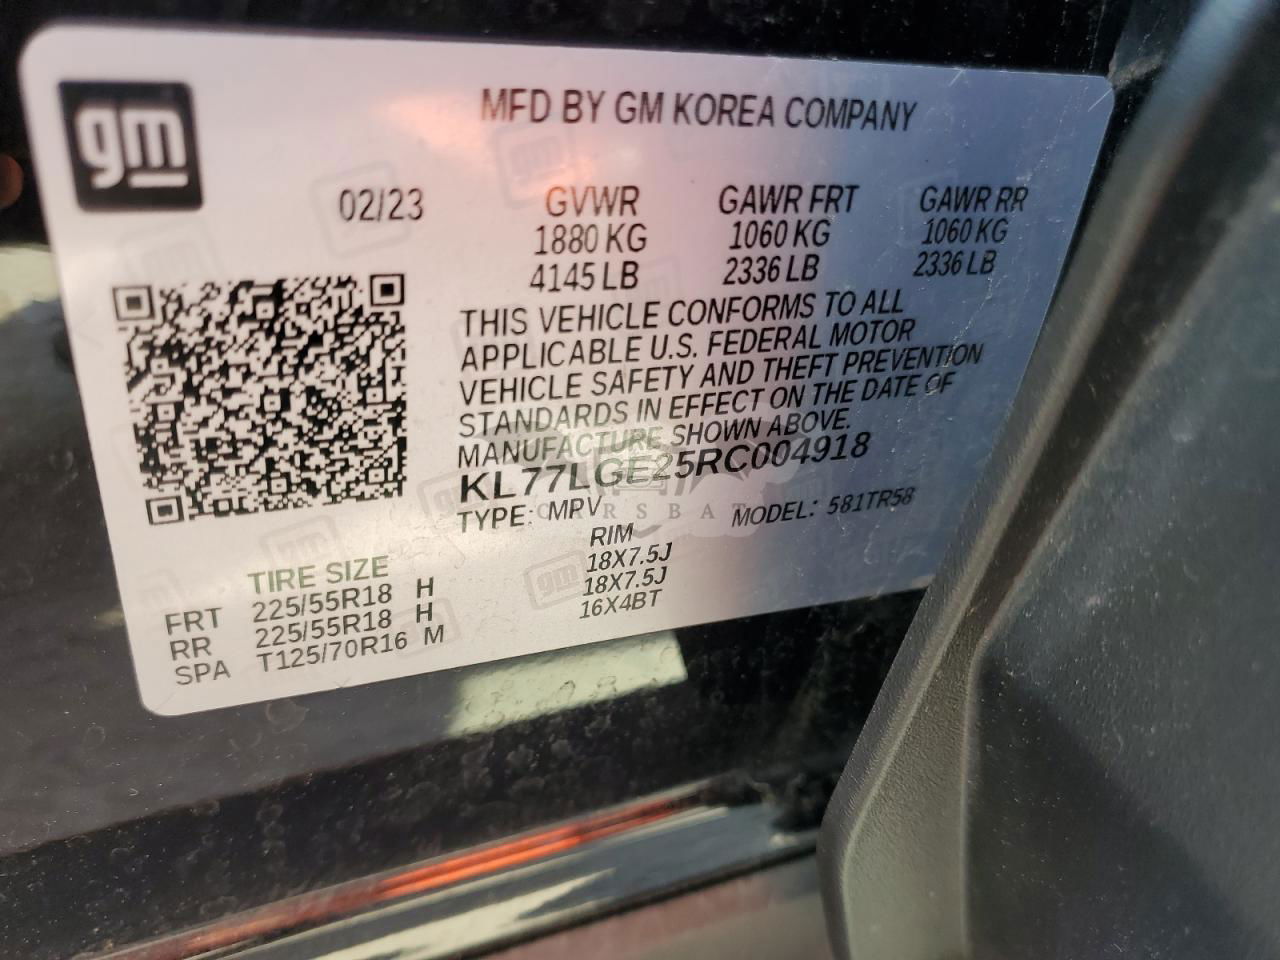 gm
MFD BY GM KOREA COMPANY
02/23
GVWR GAWR FRT GAWR RR
1880 KG 1060 KG 1060 KG
4145 LB 2336 LB 2336 LB
THIS VEHICLE CONFORMS TO ALL
APPLICABLE U.S. FEDERAL MOTOR
VEHICLE SAFETY AND THEFT PREVENTION
STANDARDS IN EFFECT ON THE DATE OF
MANUFACTURE SHOWN ABOVE.
KL77LGE25RC004918
TYPE: MPV MODEL: 581TR58
TIRE SIZE RIM
FRT 225/55R18 H 18X7.5J
RR 225/55R18 H 18X7.5J
SPA T125/70R16 M 16X4BT
gm